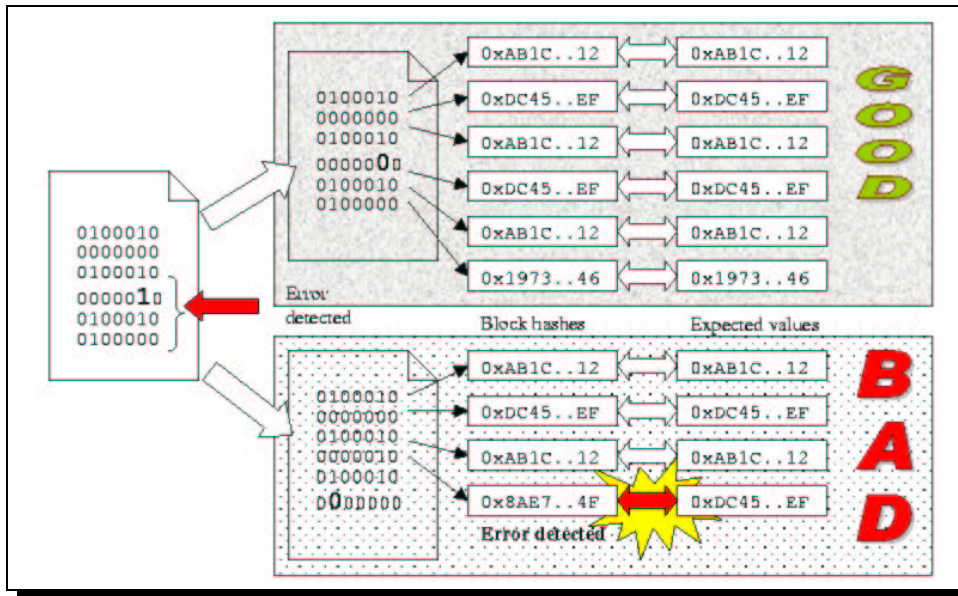 0100010
0000000
0100010
0000010
0100010
0100000
Error
detected
0100010
0000000
0100010
0000000
0100010
0100000
0xAB1C..12 0xAB1C..12
0xDC45..EF 0xDC45..EF
0xAB1C..12 0xAB1C..12
0xDC45..EF 0xDC45..EF
0xAB1C..12 0xAB1C..12
0x1973..46 0x1973..46
GOOD
Block hashes Expected values
0100010
0000000
0100010
0000010
0100010
0000000
0xAB1C..12 0xAB1C..12
0xDC45..EF 0xDC45..EF
0xAB1C..12 0xAB1C..12
0x8AE7..4F 0xDC45..EF
Error detected
BAD